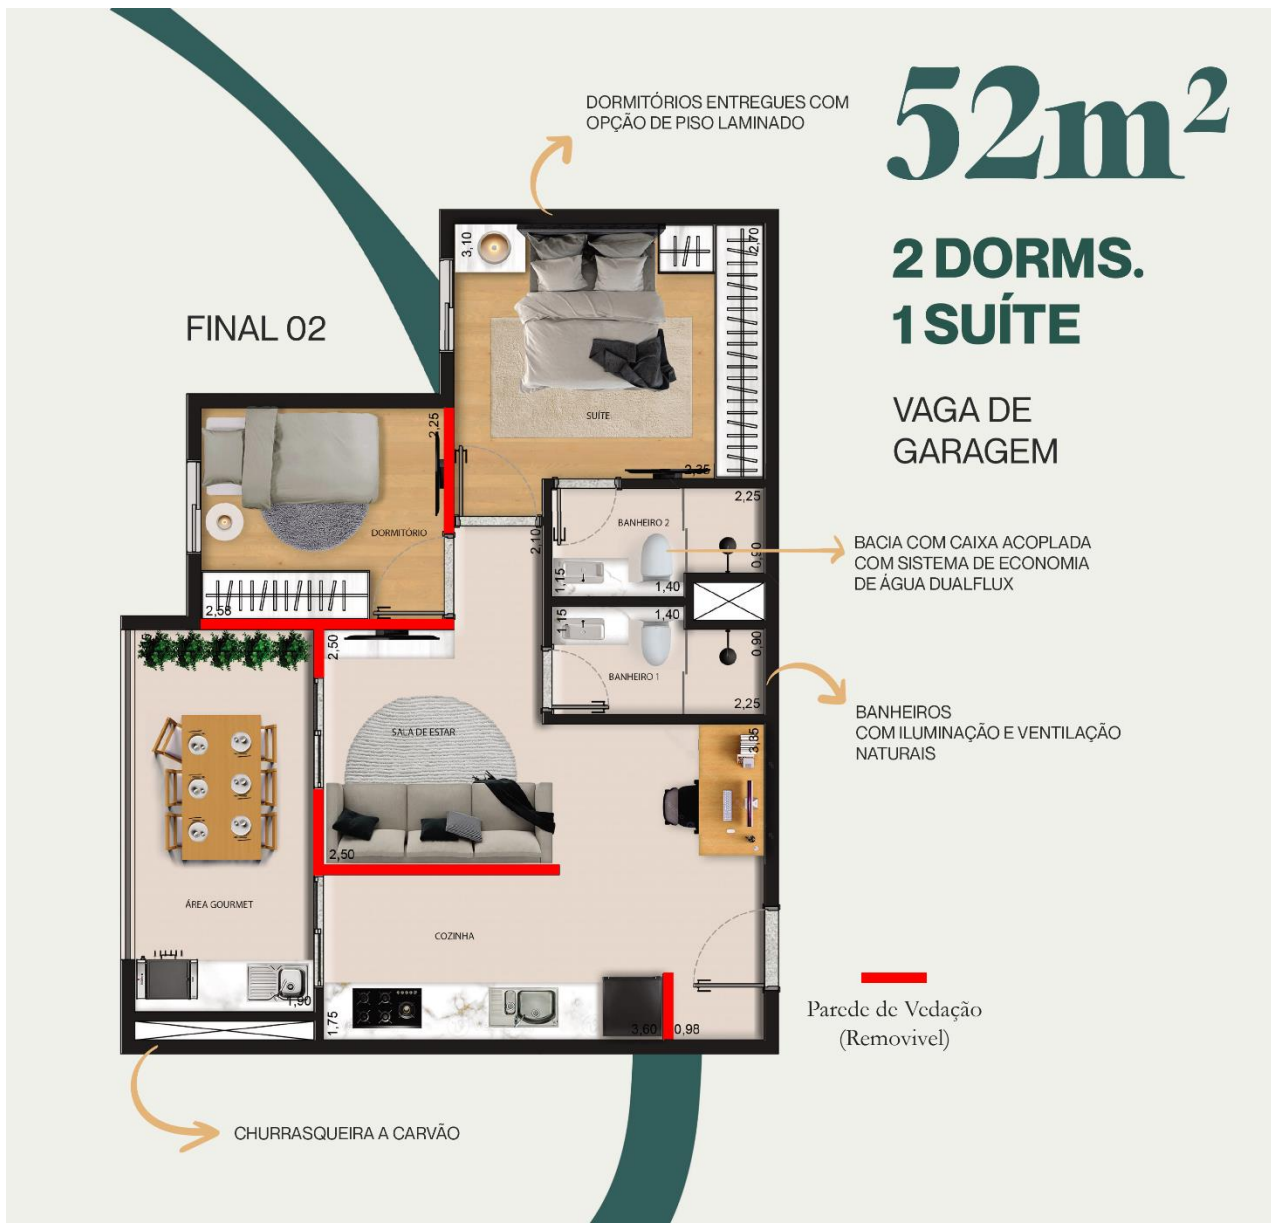 52m²
DORMITÓRIOS ENTREGUES COM
OPÇÃO DE PISO LAMINADO
2 DORMS.
1 SUÍTE
FINAL 02
VAGA DE
GARAGEM
3,10
2,70
SUÍTE
2,35
2,25
DORMITÓRIO
2,58
2,10
2,25
BANHEIRO 2
0,90
1,15
1,40
BACIA COM CAIXA ACOPLADA
COM SISTEMA DE ECONOMIA
DE ÁGUA DUALFLUX
1,15
1,40
0,90
BANHEIRO 1
2,25
BANHEIROS
COM ILUMINAÇÃO E VENTILAÇÃO
NATURAIS
2,50
SALA DE ESTAR
3,35
2,50
ÁREA GOURMET
COZINHA
1,90
1,75
3,60
0,98
Parede de Vedação
(Removivel)
CHURRASQUEIRA A CARVÃO